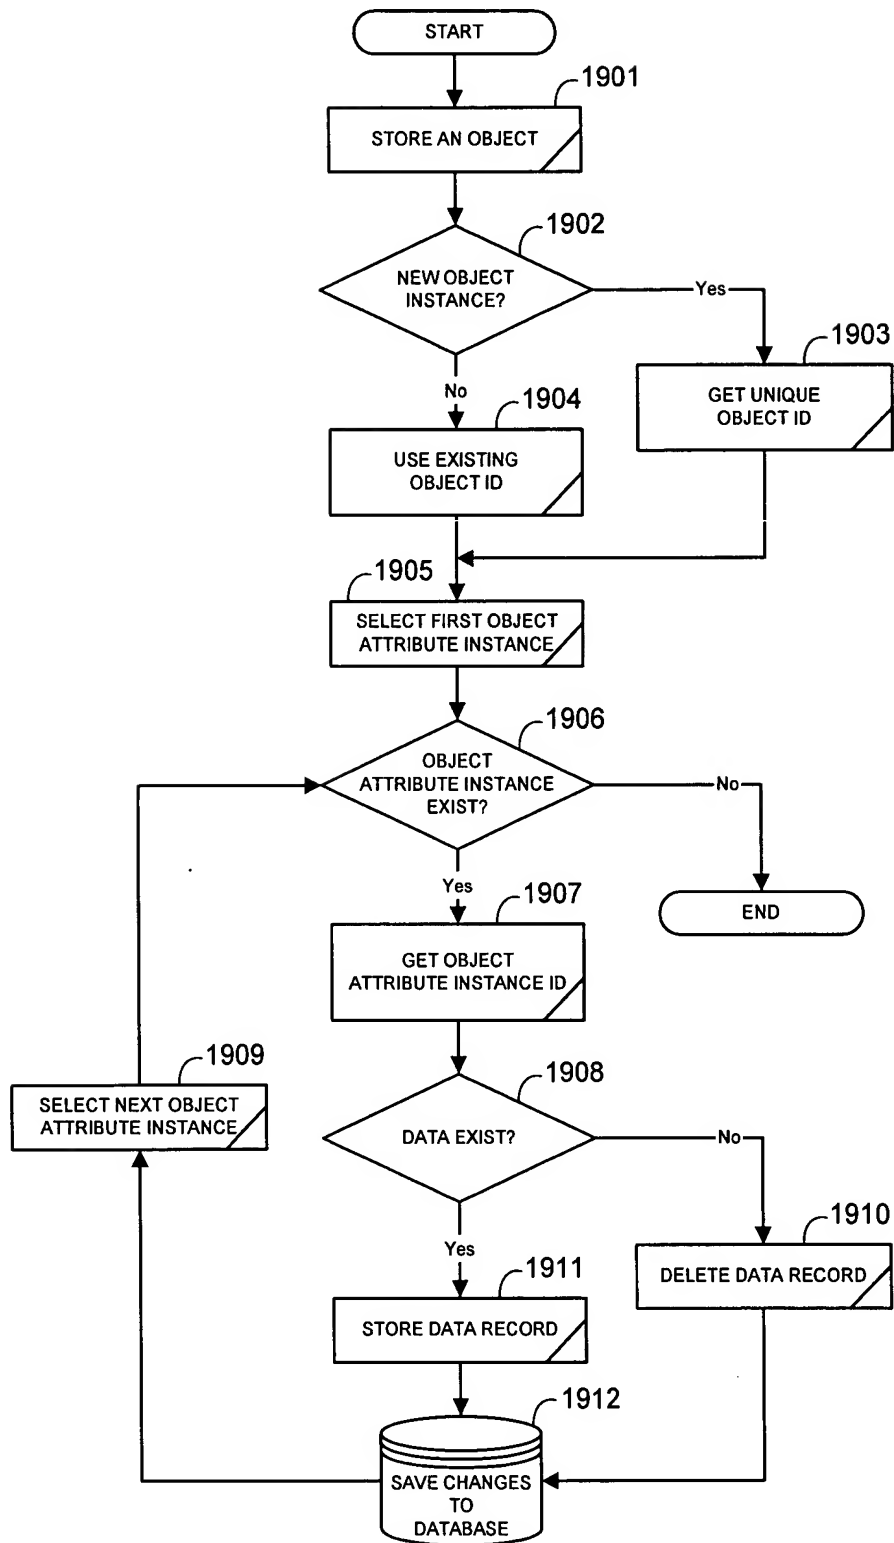 START
1901
STORE AN OBJECT
1902
NEW OBJECT
INSTANCE?
Yes
1903
GET UNIQUE
OBJECT ID
No
1904
USE EXISTING
OBJECT ID
1905
SELECT FIRST OBJECT
ATTRIBUTE INSTANCE
1906
OBJECT
ATTRIBUTE INSTANCE
EXIST?
No
END
Yes
1907
GET OBJECT
ATTRIBUTE INSTANCE ID
1908
DATA EXIST?
No
1909
SELECT NEXT OBJECT
ATTRIBUTE INSTANCE
1910
DELETE DATA RECORD
Yes
1911
STORE DATA RECORD
1912
SAVE CHANGES
TO
DATABASE